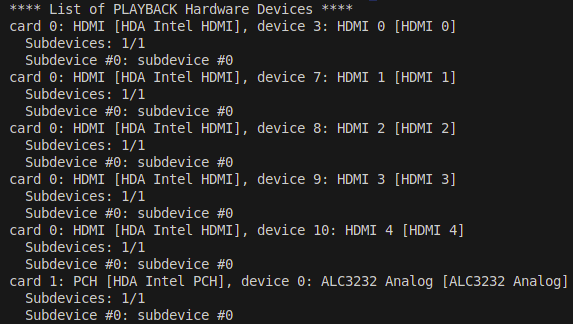 **** List of PLAYBACK Hardware Devices ****
card 0: HDMI [HDA Intel HDMI], device 3: HDMI 0 [HDMI 0]
  Subdevices: 1/1
  Subdevice #0: subdevice #0
card 0: HDMI [HDA Intel HDMI], device 7: HDMI 1 [HDMI 1]
  Subdevices: 1/1
  Subdevice #0: subdevice #0
card 0: HDMI [HDA Intel HDMI], device 8: HDMI 2 [HDMI 2]
  Subdevices: 1/1
  Subdevice #0: subdevice #0
card 0: HDMI [HDA Intel HDMI], device 9: HDMI 3 [HDMI 3]
  Subdevices: 1/1
  Subdevice #0: subdevice #0
card 0: HDMI [HDA Intel HDMI], device 10: HDMI 4 [HDMI 4]
  Subdevices: 1/1
  Subdevice #0: subdevice #0
card 1: PCH [HDA Intel PCH], device 0: ALC3232 Analog [ALC3232 Analog]
  Subdevices: 1/1
  Subdevice #0: subdevice #0